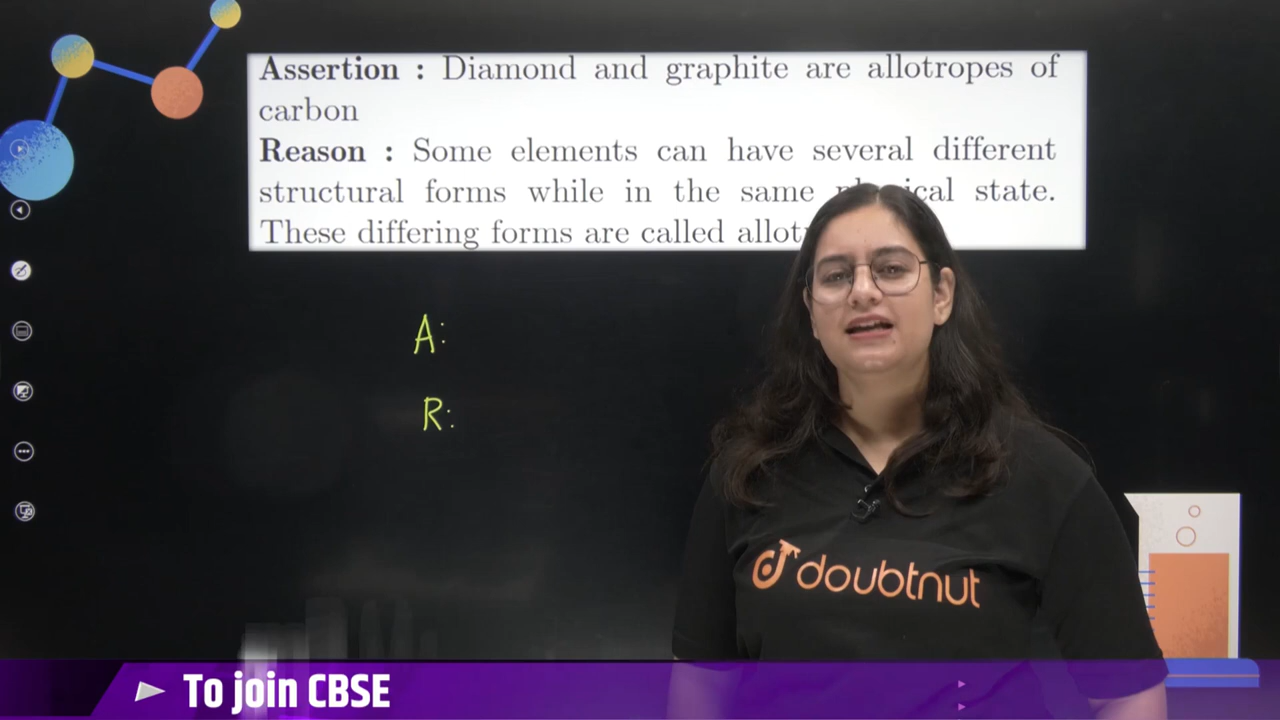 Assertion : Diamond and graphite are allotropes of
carbon
Reason : Some elements can have several different
structural forms while in the same cal state.
These differing forms are called
A:
R:
doubtnut
To join CBSE